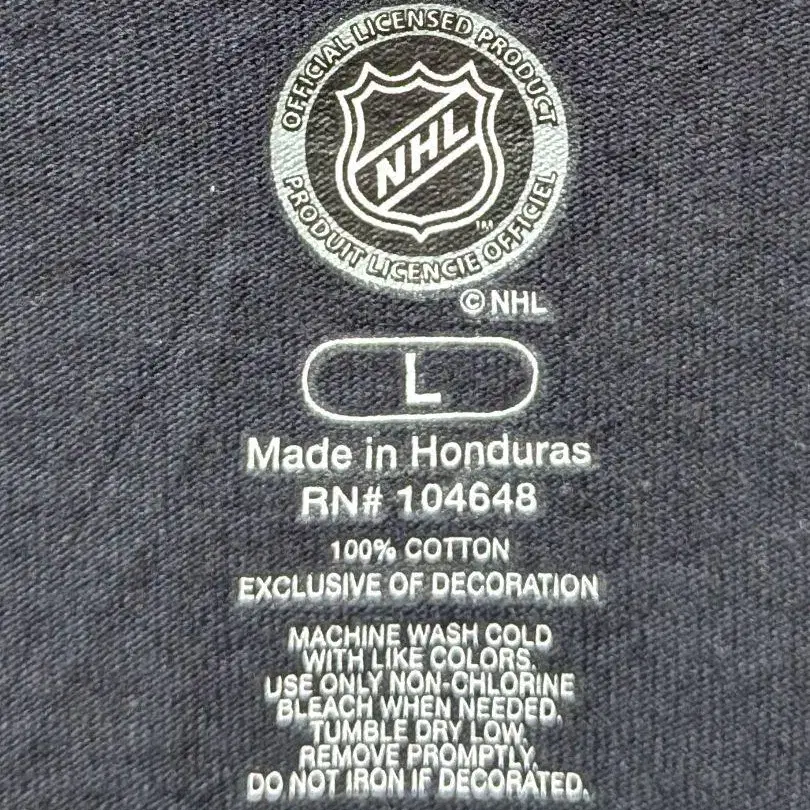 OFFICIAL LICENSED PRODUCT
NHL
TM
PRODUIT LICENCIE OFFICIEL
© NHL
L
Made in Honduras
RN# 104648
100% COTTON
EXCLUSIVE OF DECORATION
MACHINE WASH COLD
WITH LIKE COLORS.
USE ONLY NON-CHLORINE
BLEACH WHEN NEEDED.
TUMBLE DRY LOW.
REMOVE PROMPTLY.
DO NOT IRON IF DECORATED.